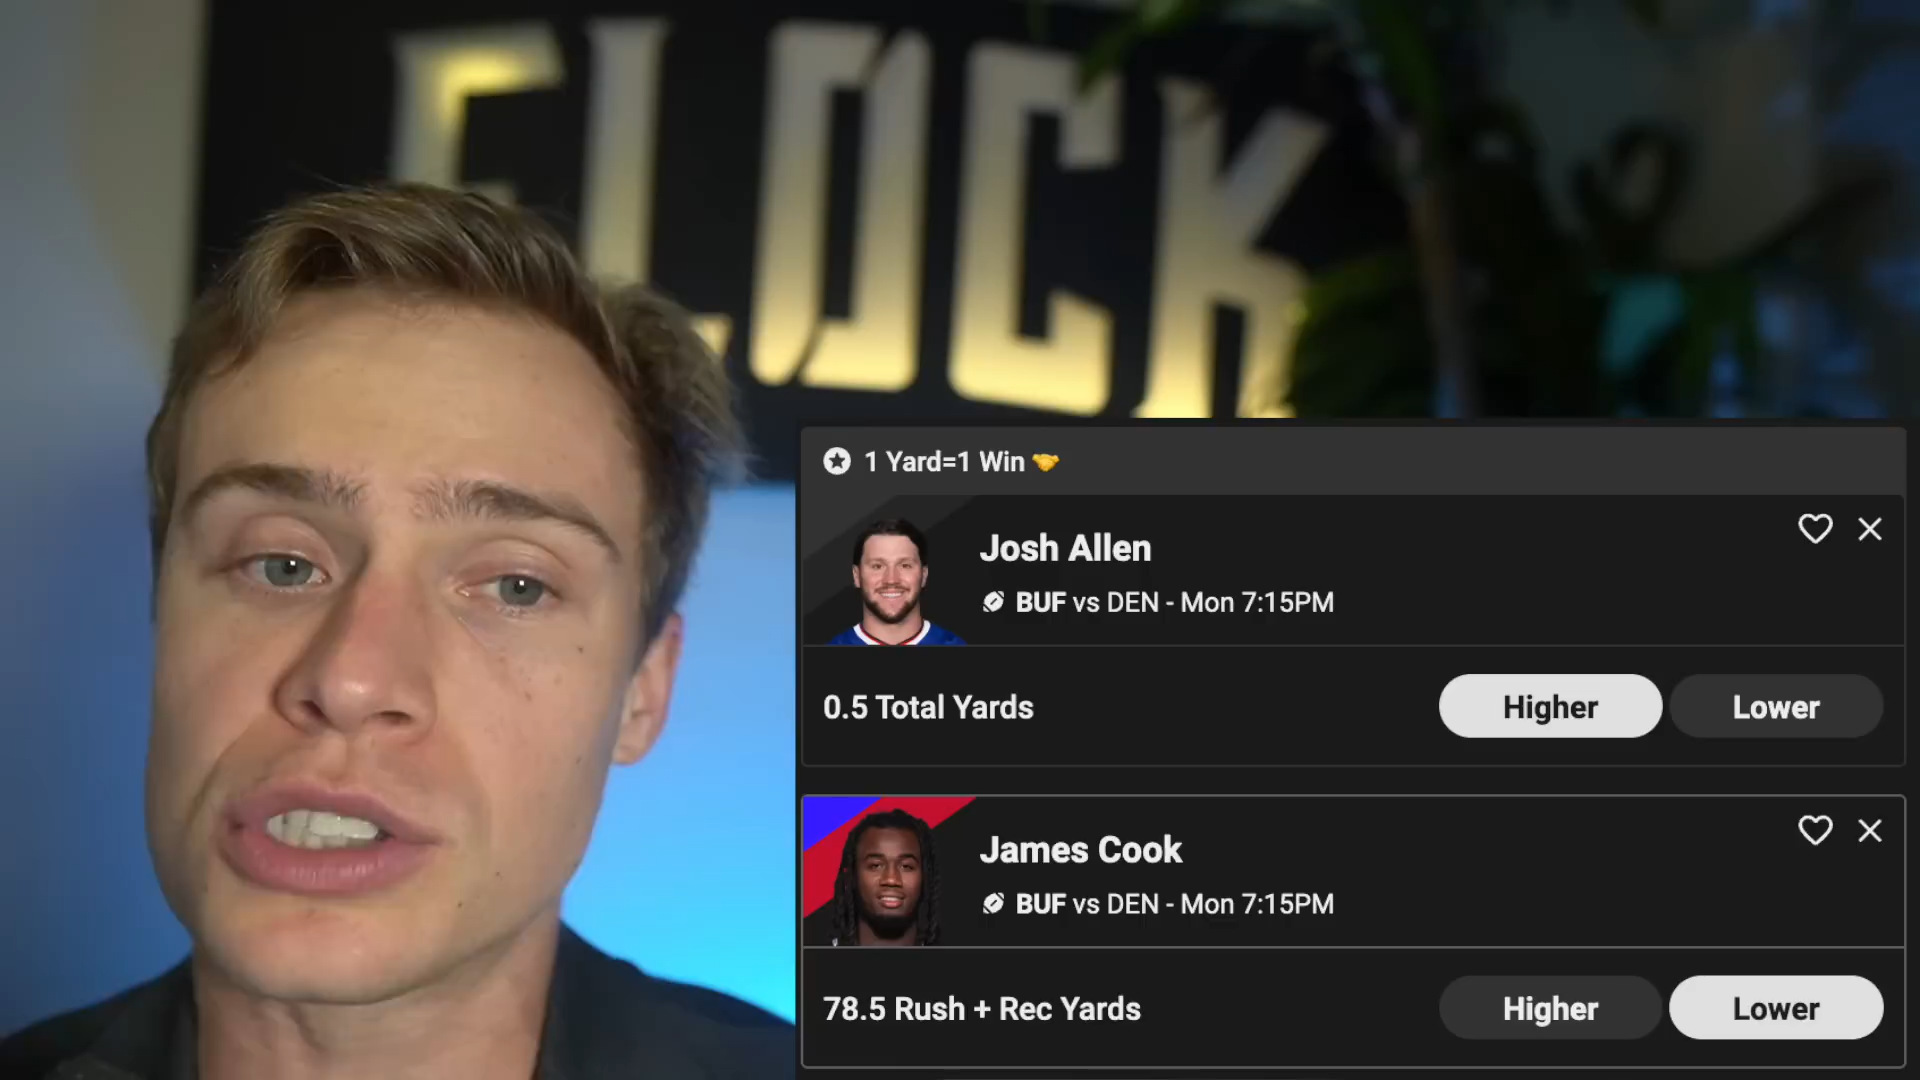 FLOCK
1 Yard=1 Win 🤝
Josh Allen
BUF vs DEN - Mon 7:15PM
0.5 Total Yards
Higher
Lower
James Cook
BUF vs DEN - Mon 7:15PM
78.5 Rush + Rec Yards
Higher
Lower